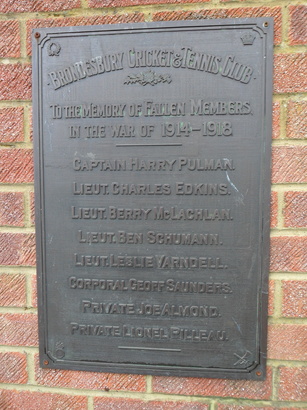 BRONDESBURY CRICKET & TENNIS CLUB
TO THE MEMORY OF FALLEN MEMBERS.
IN THE WAR OF 1914-1918
CAPTAIN HARRY PULMAN.
LIEUT. CHARLES EDKINS.
LIEUT. BERRY MCLACHLAN.
LIEUT. BEN SCHUMANN.
LIEUT. LESLIE YARNDELL.
CORPORAL GEOFF SAUNDERS.
PRIVATE JOE ALMOND.
PRIVATE LIONEL PILLEAU.